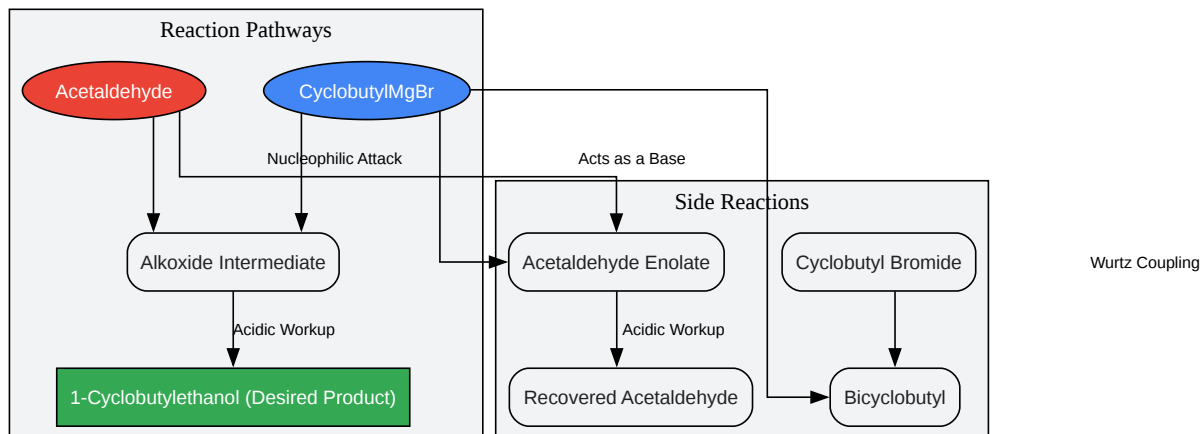 Reaction Pathways
Acetaldehyde
CyclobutylMgBr
Nucleophilic Attack
Acts as a Base
Side Reactions
Alkoxide Intermediate
Acetaldehyde Enolate
Cyclobutyl Bromide
Wurtz Coupling
Acidic Workup
Acidic Workup
1-Cyclobutylethanol (Desired Product)
Recovered Acetaldehyde
Bicyclobutyl